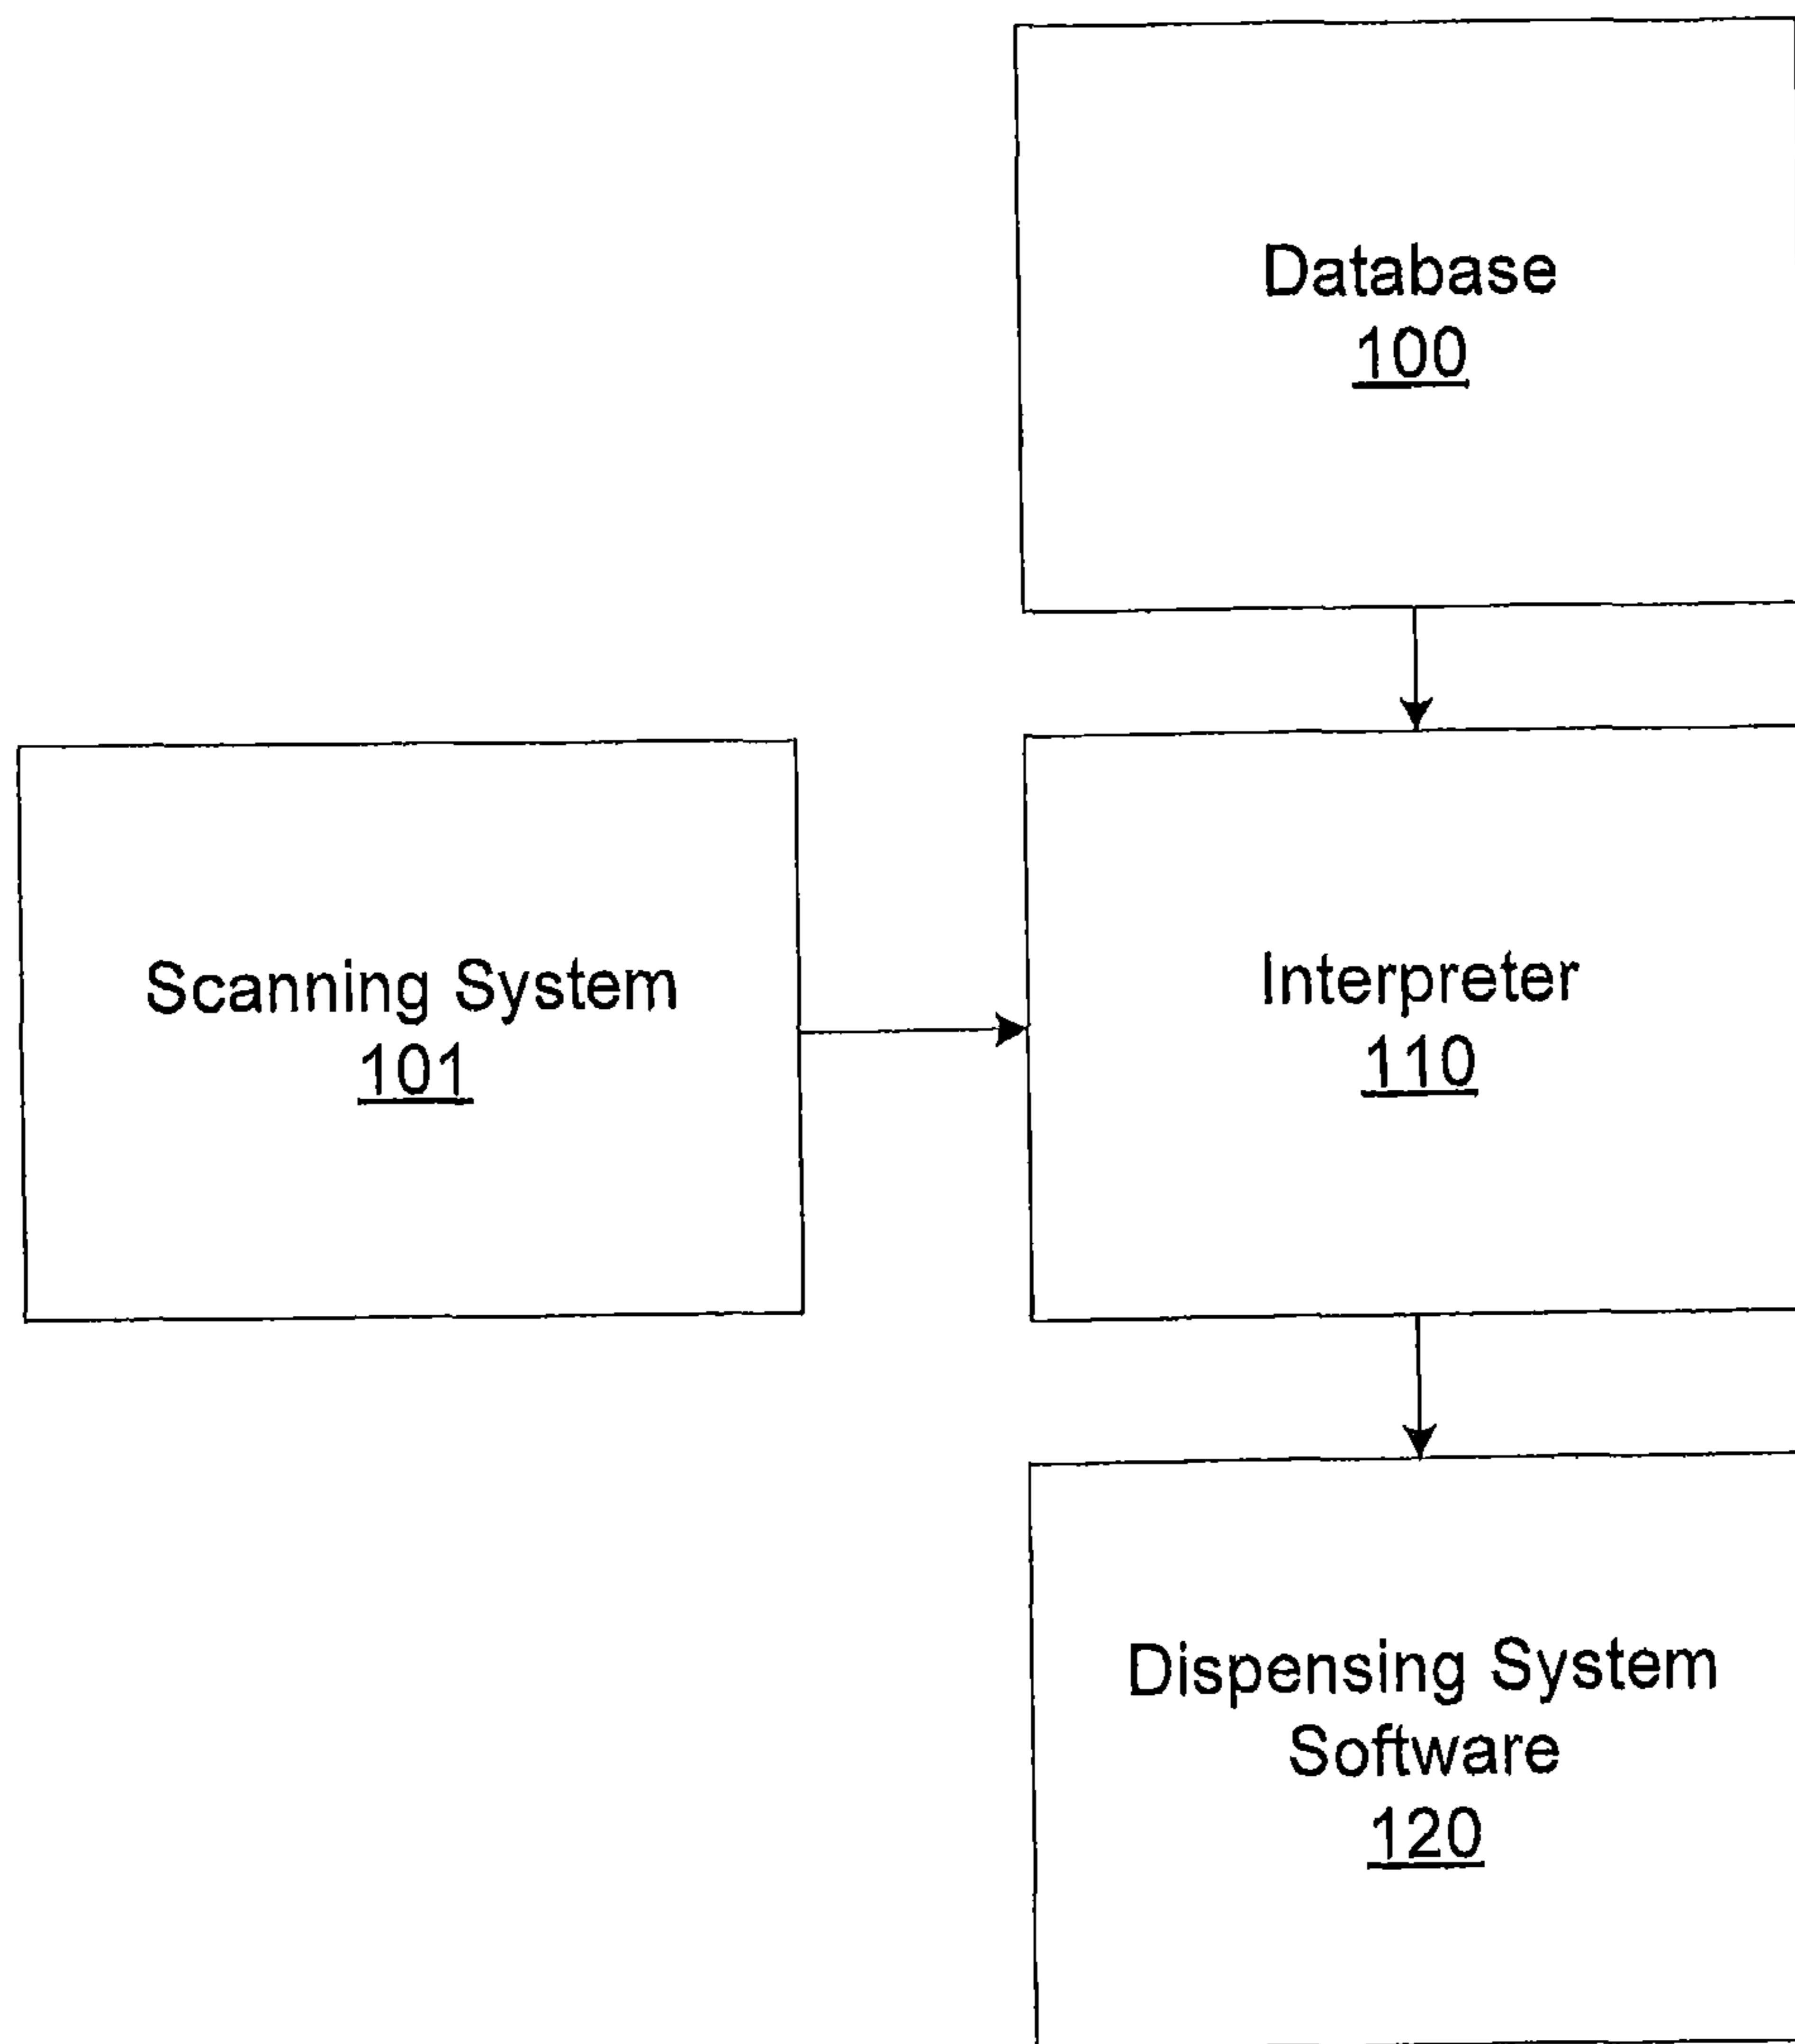 Database
100
Scanning System
101
Interpreter
110
Dispensing System
Software
120